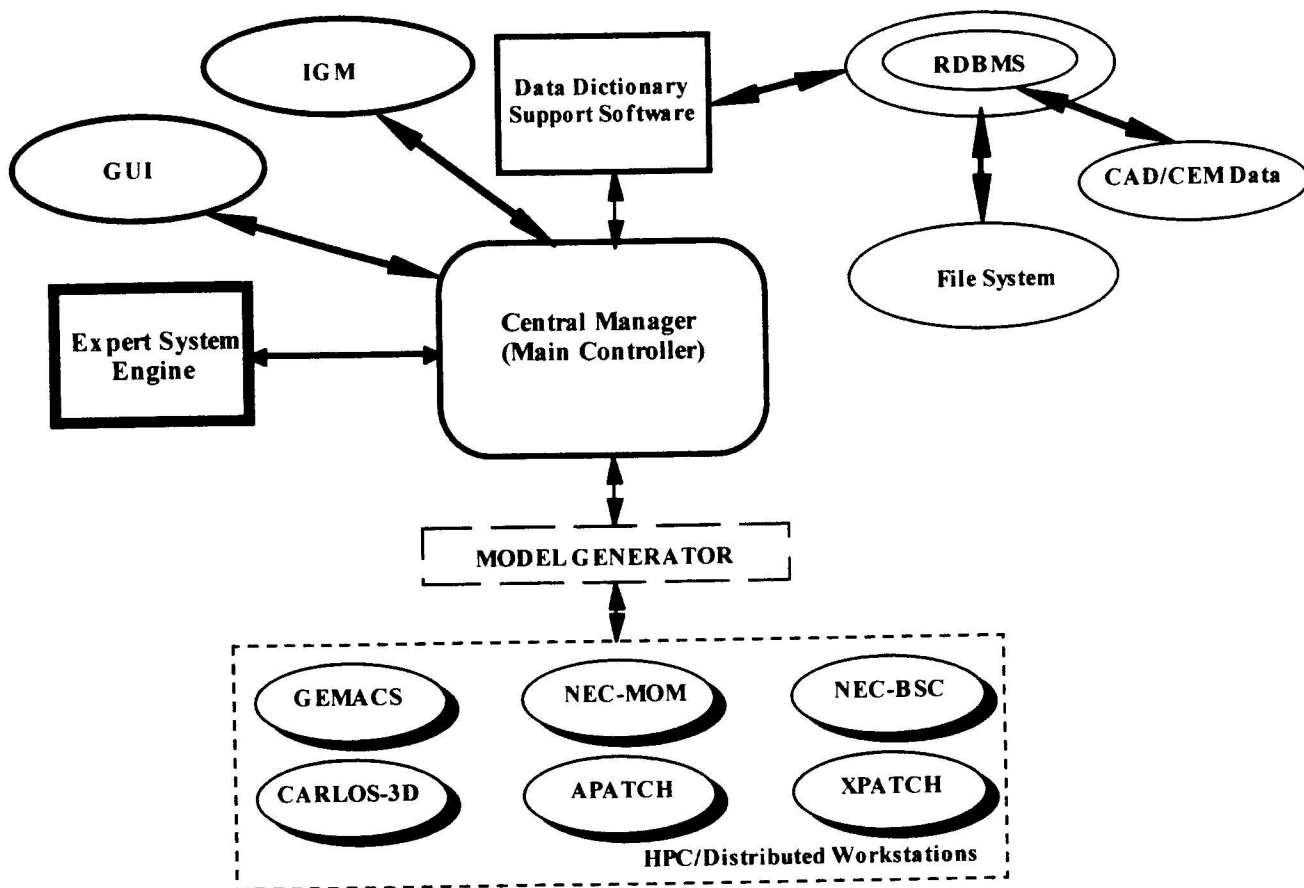 IGM
GUI
Data Dictionary
Support Software
RDBMS
CAD/CEM Data
File System
Expert System
Engine
Central Manager
(Main Controller)
MODEL GENERATOR
GEMACS
NEC-MOM
NEC-BSC
CARLOS-3D
APATCH
XPATCH
HPC/Distributed Workstations